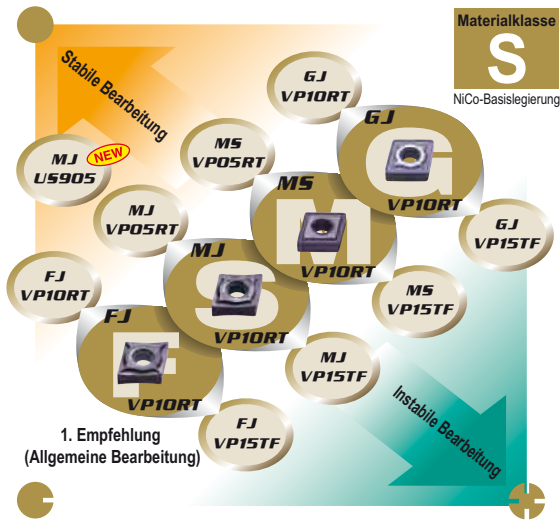 Materialklasse
S
NiCo-Basislegierung
Stabile Bearbeitung
GJ
VP10RT
MS
VP05RT
MJ
US905
NEW
MJ
VP05RT
FJ
VP10RT
GJ
G
VP10RT
MS
M
VP10RT
MJ
S
VP10RT
FJ
F
VP10RT
GJ
VP15TF
MS
VP15TF
MJ
VP15TF
FJ
VP15TF
Instabile Bearbeitung
1. Empfehlung
(Allgemeine Bearbeitung)